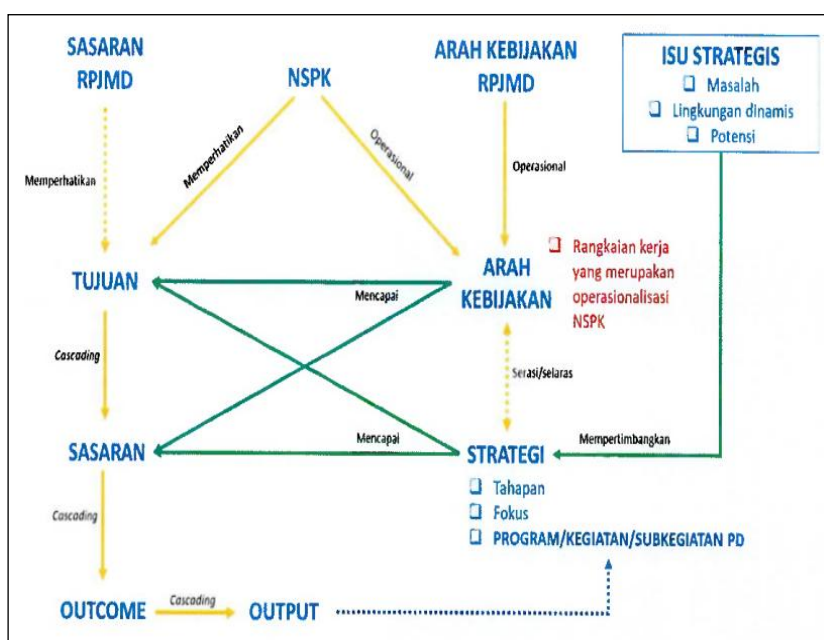 SASARAN
RPJMD
NSPK
ARAH KEBIJAKAN
RPJMD
ISU STRATEGIS
Masalah
Lingkungan dinamis
Potensi
Memperhatikan
Memperhatikan
Operasional
Operasional
TUJUAN
Mencapai
ARAH
KEBIJAKAN
Rangkaian kerja
yang merupakan
operasionalisasi
NSPK
Cascading
Serasi/selaras
SASARAN
Mencapai
STRATEGI
Mempertimbangkan
Tahapan
Fokus
PROGRAM/KEGIATAN/SUBKEGIATAN PD
Cascading
OUTCOME
Cascading
OUTPUT